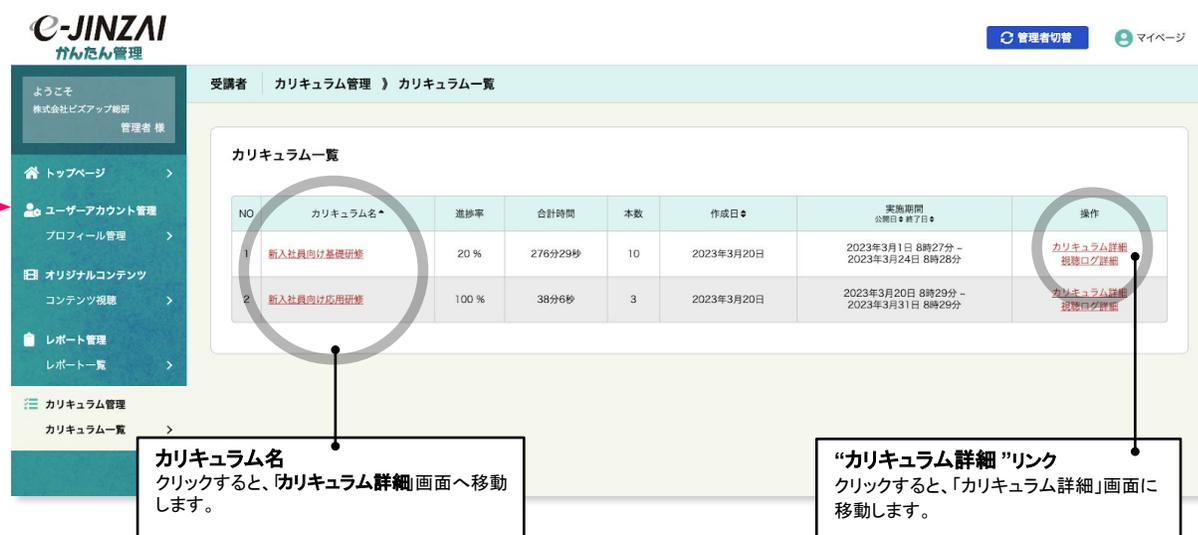 e-JINZAI
かんたん管理
管理者切替
マイページ
ようこそ
株式会社ビズアップ総研
管理者 様
受講者 カリキュラム管理 》 カリキュラム一覧
トップページ
ユーザーアカウント管理
プロフィール管理
オリジナルコンテンツ
コンテンツ視聴
レポート管理
レポート一覧
カリキュラム管理
カリキュラム一覧
カリキュラム一覧
NO カリキュラム名 進捗率 合計時間 本数 作成日 実施期間 操作
公開日 終了日
1 新入社員向け基礎研修 20 % 276分29秒 10 2023年3月20日 2023年3月1日 8時27分 – カリキュラム詳細
2023年3月24日 8時28分 視聴ログ詳細
2 新入社員向け応用研修 100 % 38分6秒 3 2023年3月20日 2023年3月20日 8時29分 – カリキュラム詳細
2023年3月31日 8時29分 視聴ログ詳細
カリキュラム名
クリックすると、「カリキュラム詳細」画面へ移動
します。
“カリキュラム詳細 ”リンク
クリックすると、「カリキュラム詳細」画面に
移動します。